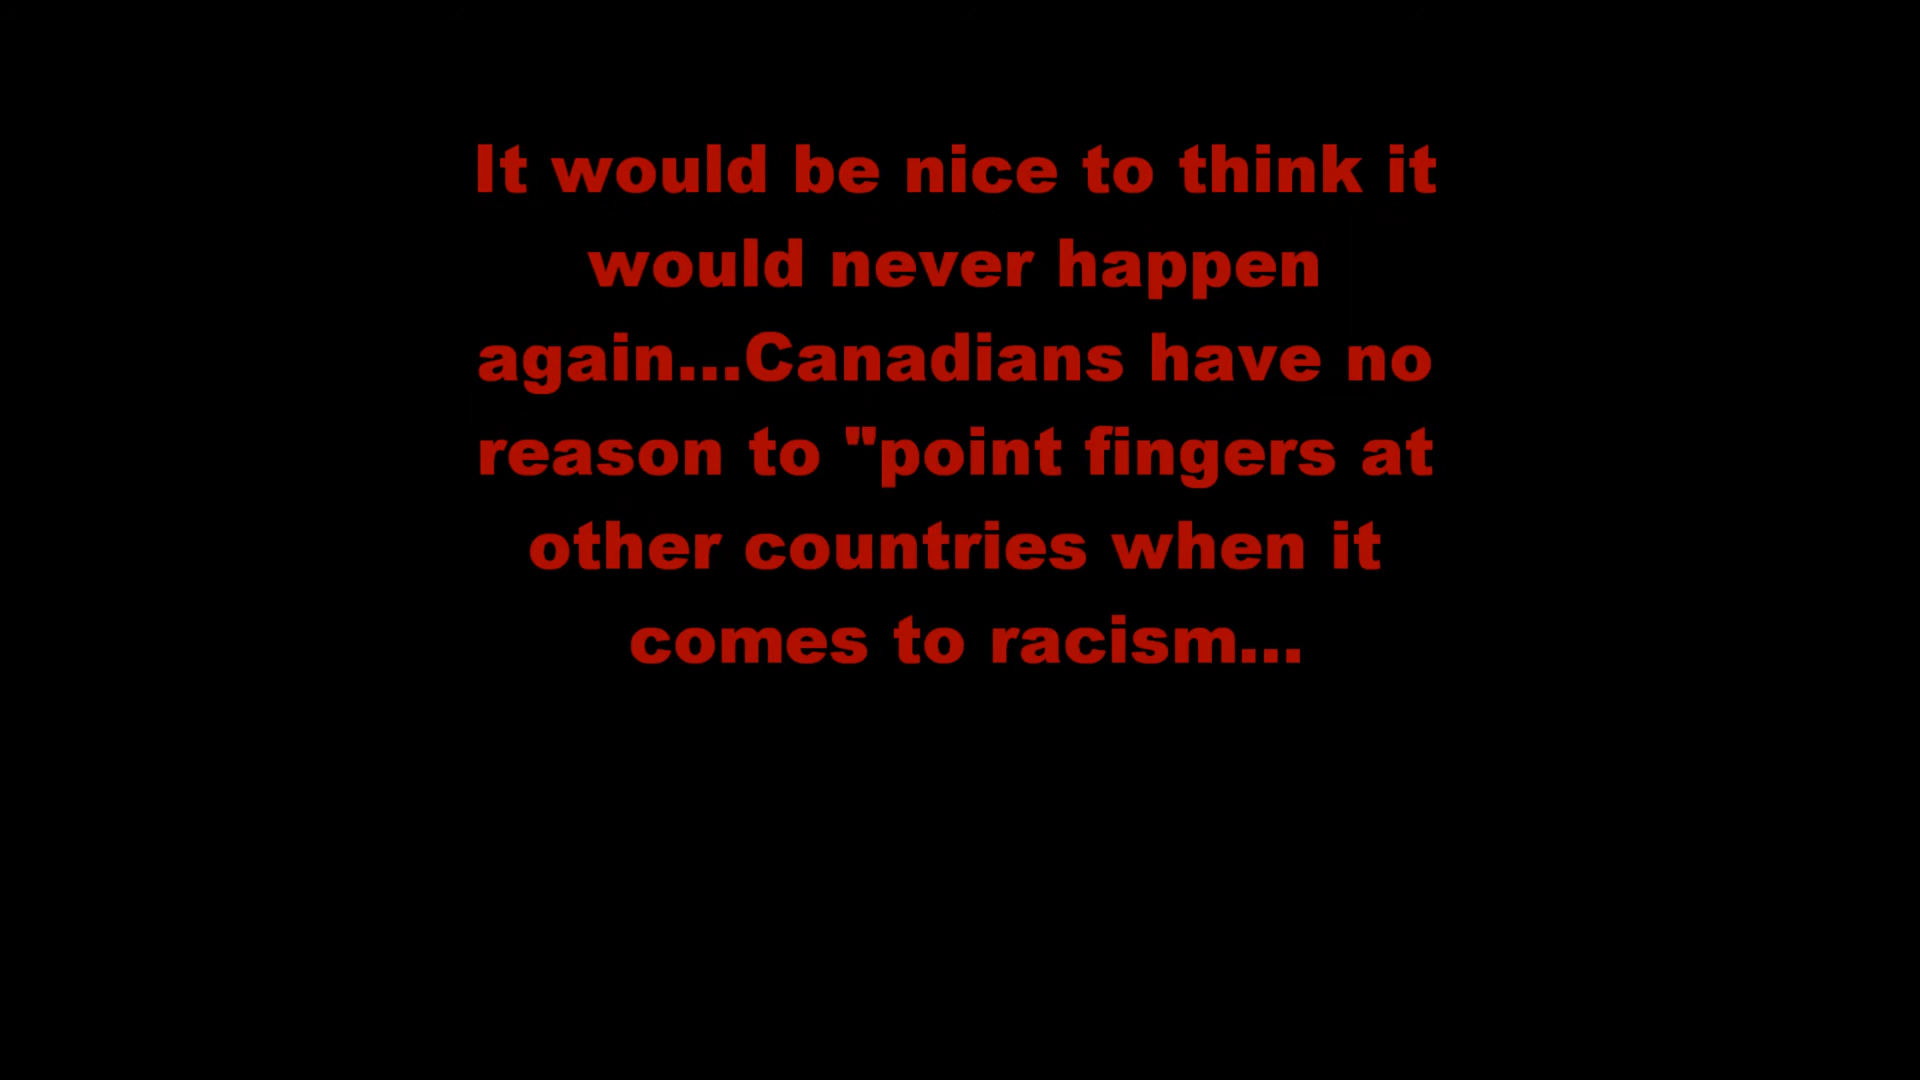 It would be nice to think it
would never happen
again...Canadians have no
reason to "point fingers at
other countries when it
comes to racism...